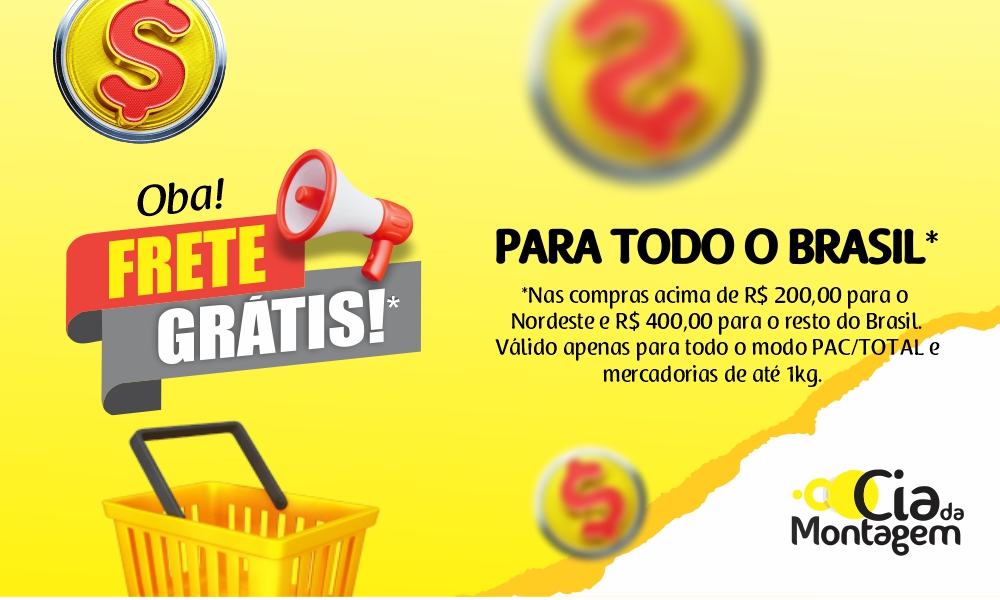 Oba!
FRETE
GRÁTIS!*
PARA TODO O BRASIL*
*Nas compras acima de R$ 200,00 para o
Nordeste e R$ 400,00 para o resto do Brasil.
Válido apenas para todo o modo PAC/TOTAL e
mercadorias de até 1kg.
Cia da
Montagem
$
$
$